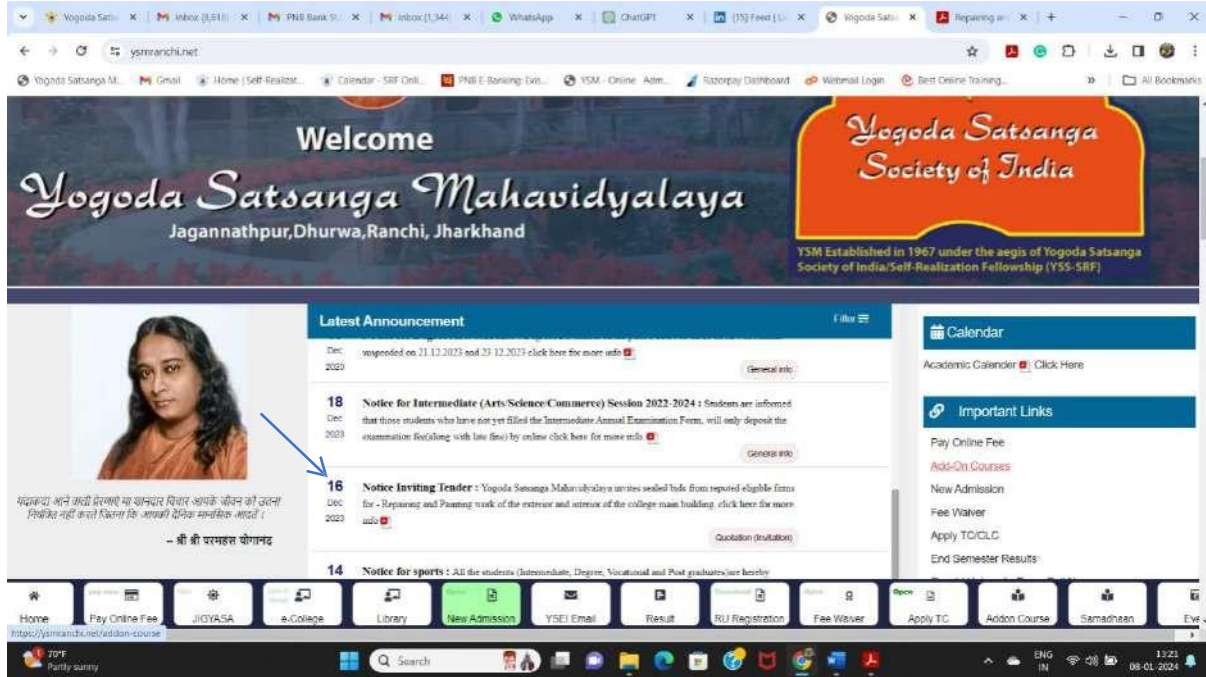 Yogoda Satsa
Inbox (8,618)
PNB Bank St
Inbox (1,344)
WhatsApp
ChatGPT
(15) Feed | Li
Yogoda Satsa
Repairing an
ysmranchi.net
Yogoda Satsanga M...
Gmail
Home | Self-Realizat...
Calendar - SRF Onli...
PNB E-Banking:
YSM - Online Adm...
Razorpay Dashboard
Webmail Login
Best Online Training...
All Bookmarks
Welcome
Yogoda Satsanga Mahavidyalaya
Jagannathpur,Dhurwa,Ranchi, Jharkhand
Yogoda Satsanga
Society of India
YSM Established in 1967 under the aegis of Yogoda Satsanga
Society of India/Self-Realization Fellowship (YSS-SRF)
– श्री श्री परमहंस योगानंद
Latest Announcement
Filter
Dec suspended on 21.12.2023 and 23.12.2023 click here for more info
2023
General info
18 Notice for Intermediate (Arts/Science/Commerce) Session 2022-2024 : Students are informed
Dec that those students who have not yet filled the Intermediate Annual Examination Form, will only deposit the
2023 examination fee(along with late fine) by online click here for more info
General info
16 Notice Inviting Tender : Yogoda Satsanga Mahavidyalaya invites sealed bids from reputed eligible firms
Dec for - Repairing and Painting work of the exterior and interior of the college main building. click here for more
2023 info
Quotation (Invitation)
14 Notice for sports : All the students (Intermediate, Degree, Vocational and Post graduates)are hereby
Calendar
Academic Calender Click Here
Important Links
Pay Online Fee
Add-On Courses
New Admission
Fee Waiver
Apply TC/CLC
End Semester Results
Home
Pay Online Fee
JIGYASA
e-College
Library
New Admission
YSEI Email
Result
RU Registration
Fee Waiver
Open
Apply TC
Addon Course
Samadhaan
Eve
https://ysmranchi.net/addon-course
70°F
Partly sunny
Search
ENG
IN
13:21
08-01-2024